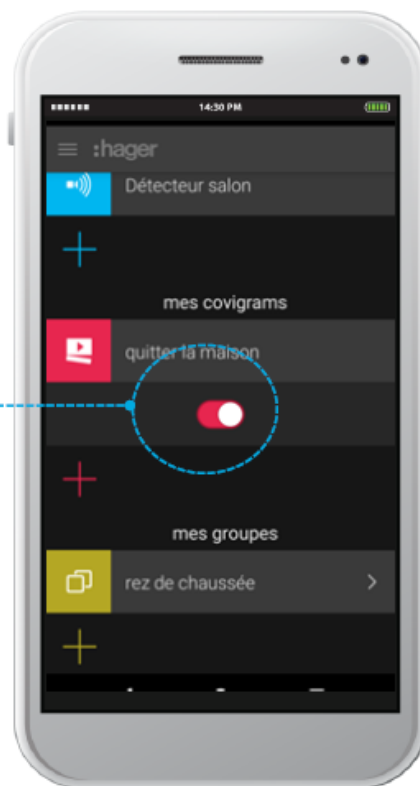 14:30 PM
:hager
Détecteur salon
mes covigrams
quitter la maison
mes groupes
rez de chaussée